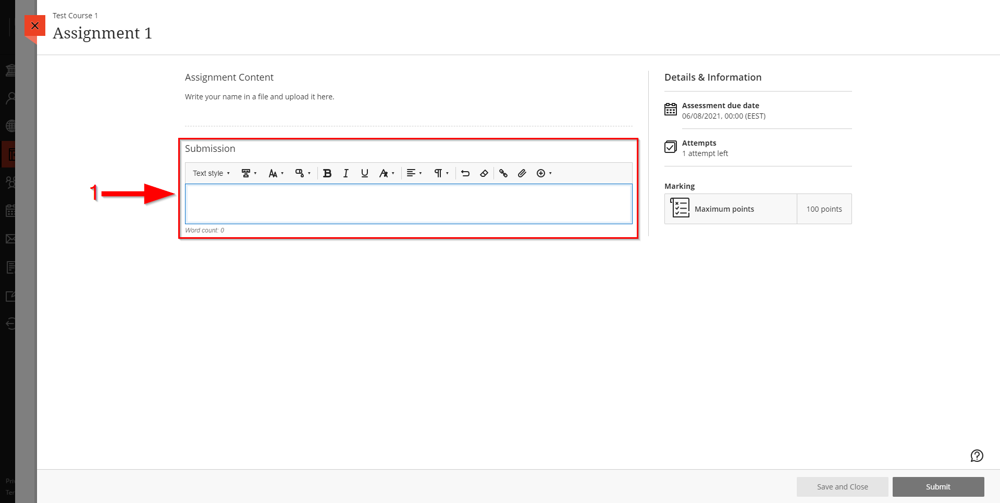 Test Course 1
Assignment 1
Assignment Content
Write your name in a file and upload it here.
Submission
Text style
Word count: 0
1
Details & Information
Assessment due date
06/08/2021, 00:00 (EEST)
Attempts
1 attempt left
Marking
Maximum points
100 points
Save and Close
Submit